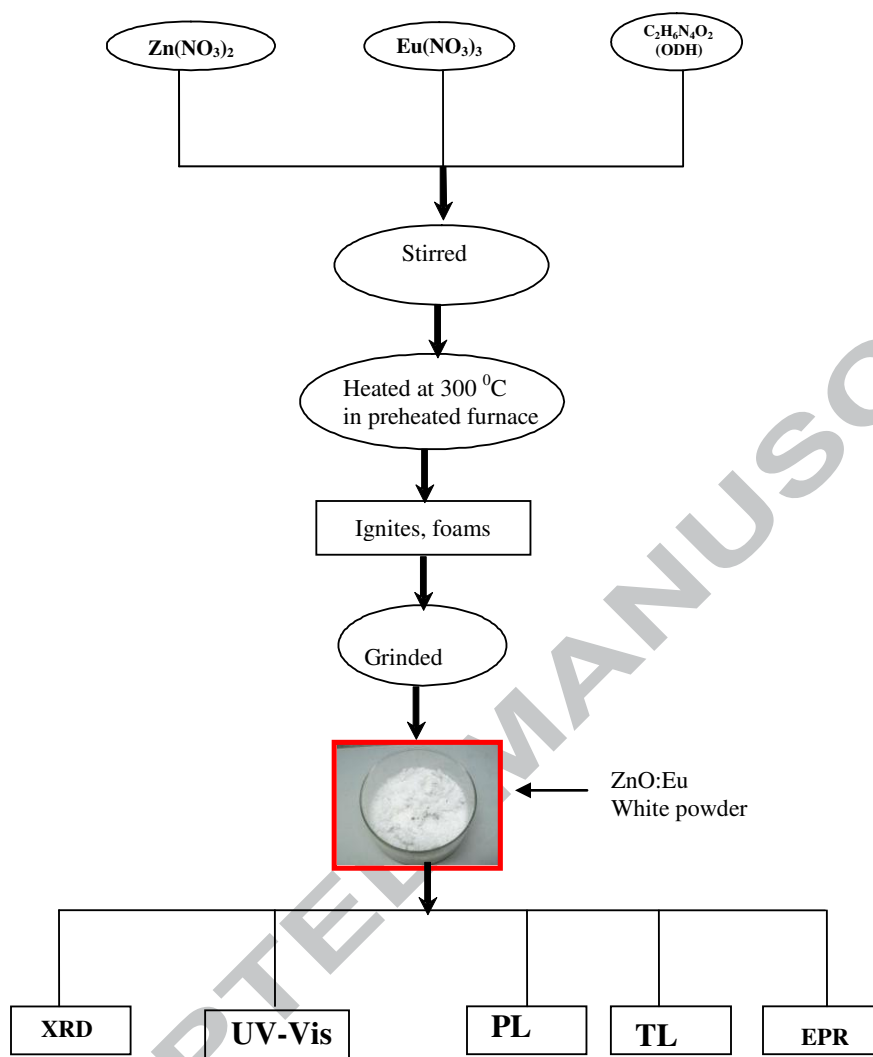 Zn(NO₃)₂
Eu(NO₃)₃
C₂H₆N₄O₂
(ODH)
Stirred
Heated at 300 ⁰C
in preheated furnace
Ignites, foams
Grinded
ZnO:Eu
White powder
XRD
UV-Vis
PL
TL
EPR